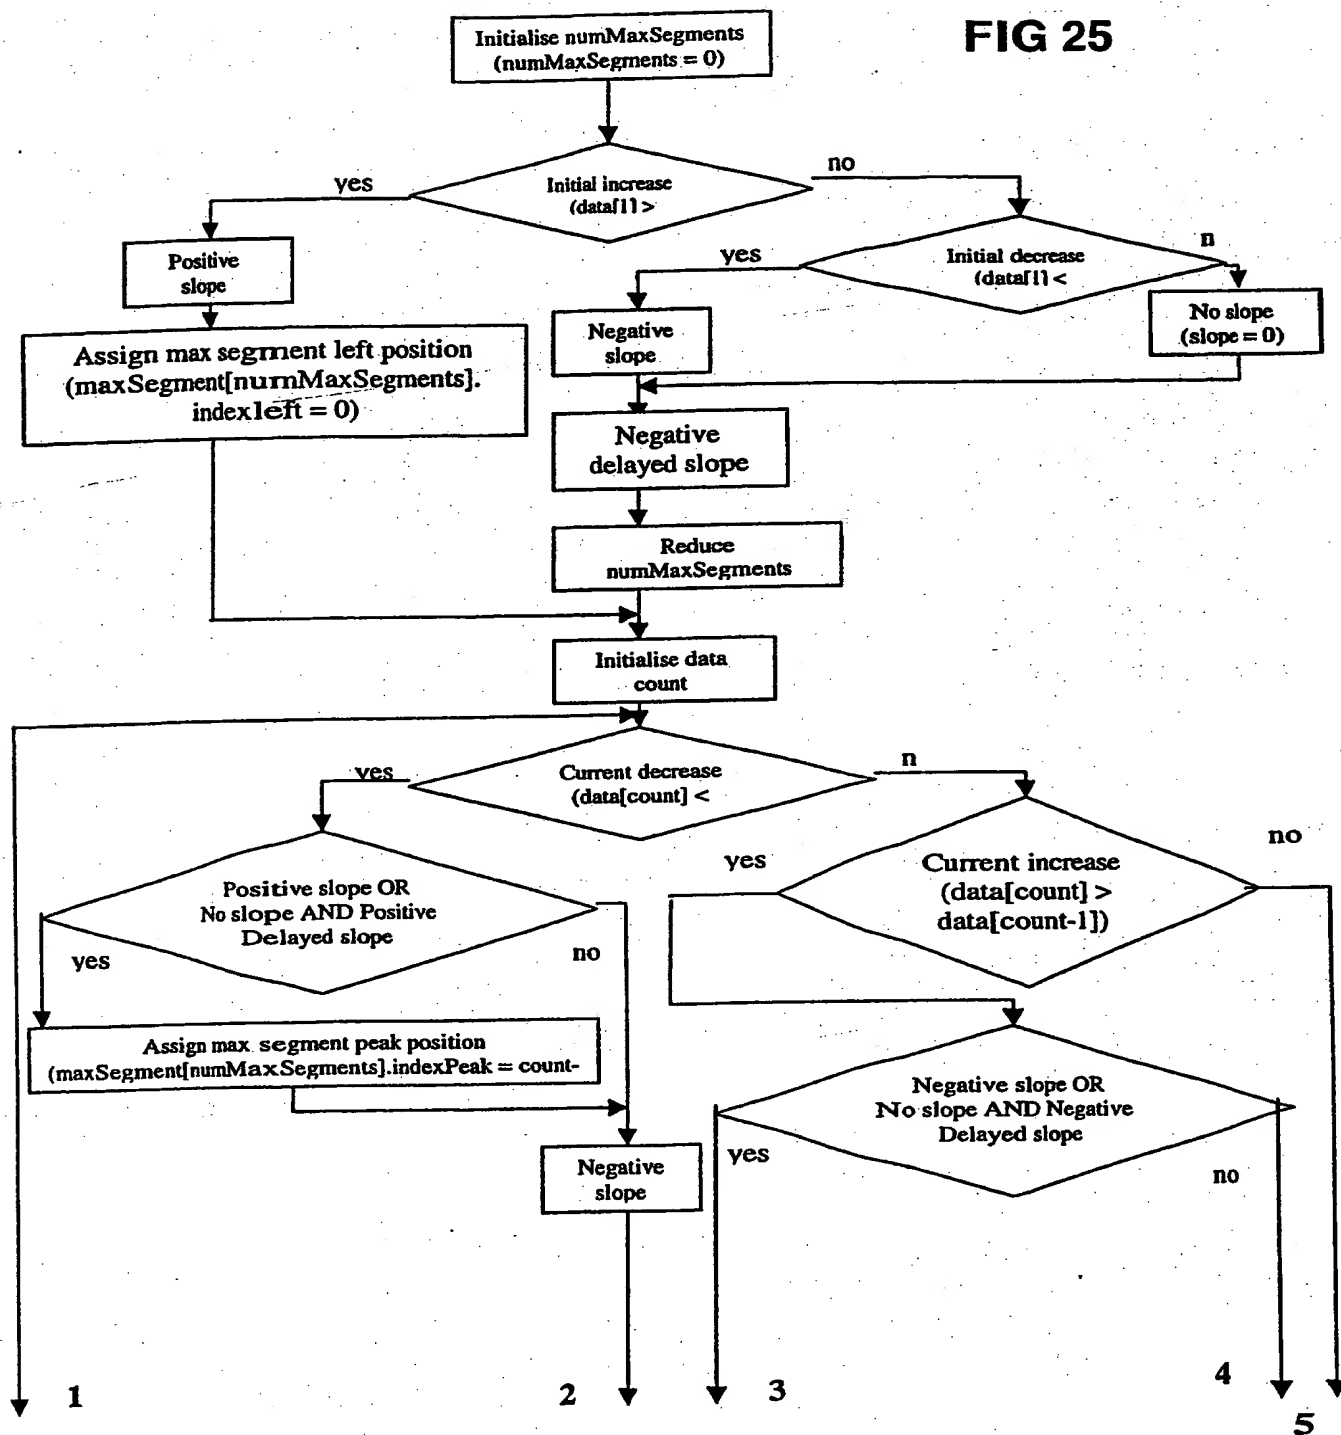 FIG 25
Initialise numMaxSegments
(numMaxSegments = 0)
yes
Initial increase
(data[1] >
no
Positive
slope
yes
Initial decrease
(data[1] <
n
Negative
slope
No slope
(slope = 0)
Assign max segment left position
(maxSegment[numMaxSegments].
indexleft = 0)
Negative
delayed slope
Reduce
numMaxSegments
Initialise data
count
yes
Current decrease
(data[count] <
n
Positive slope OR
No slope AND Positive
Delayed slope
yes
no
yes
Current increase
(data[count] >
data[count-1])
no
Assign max segment peak position
(maxSegment[numMaxSegments].indexPeak = count-
Negative slope OR
No slope AND Negative
Delayed slope
yes
no
Negative
slope
1
2
3
4
5